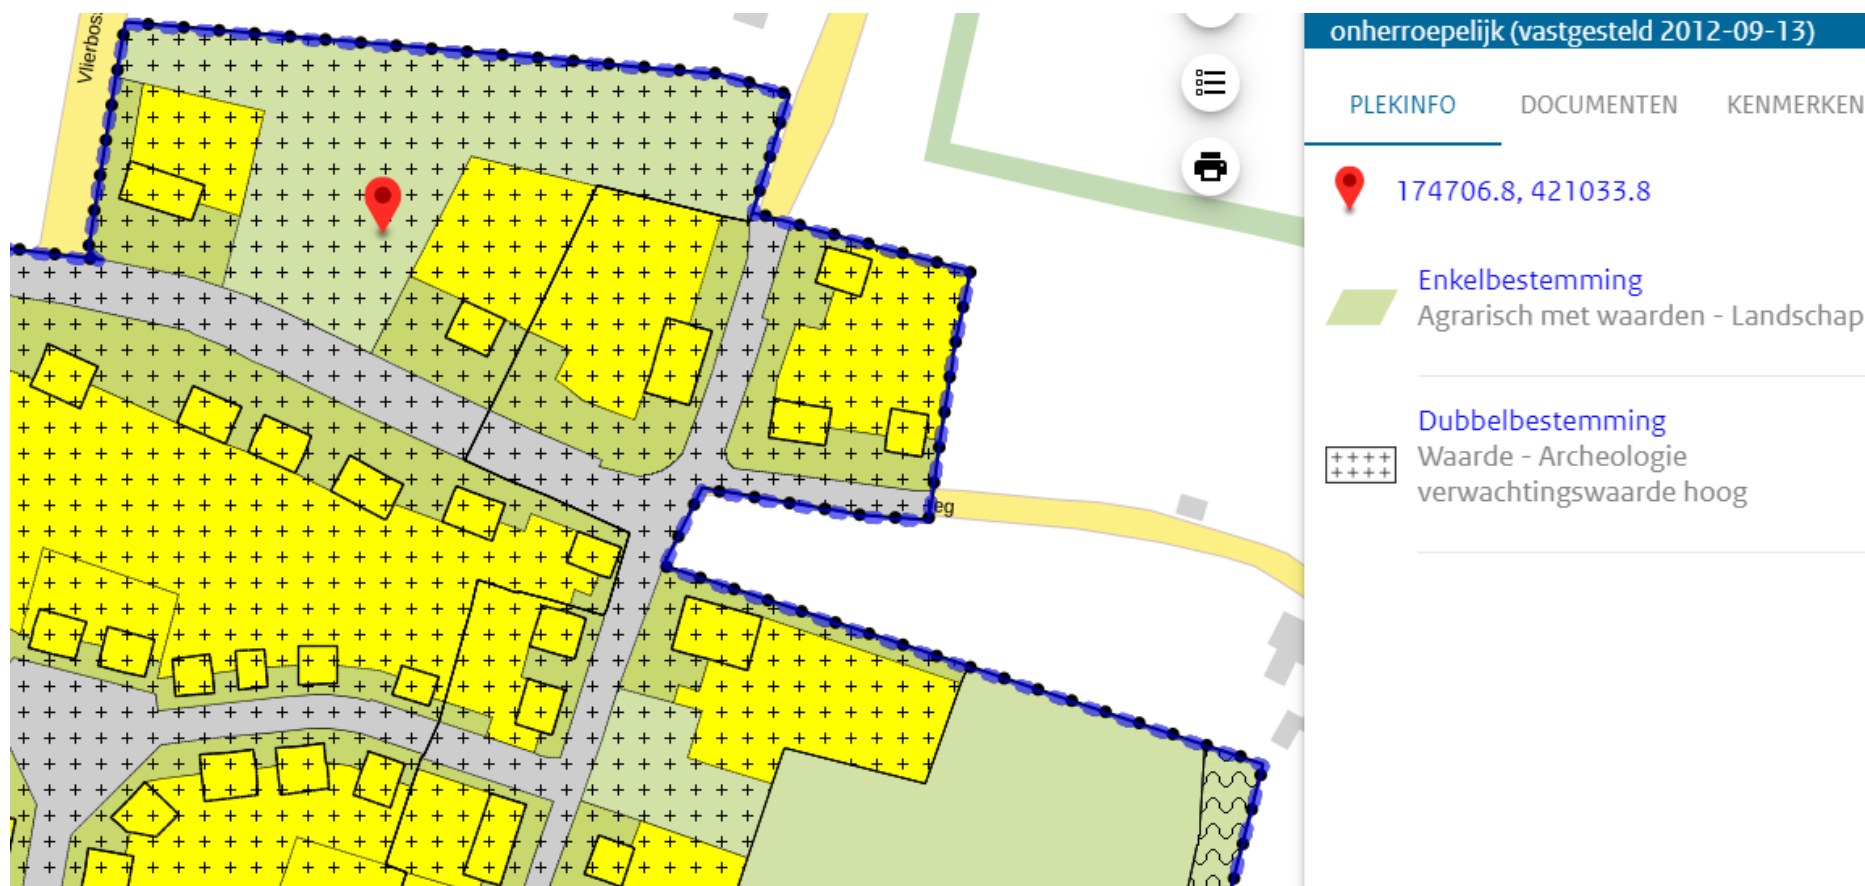 Vlierbos
onherroepelijk (vastgesteld 2012-09-13)
PLEKINFO DOCUMENTEN KENMERKEN
174706.8, 421033.8
Enkelbestemming
Agrarisch met waarden - Landschap
Dubbelbestemming
Waarde - Archeologie
verwachtingswaarde hoog
eg